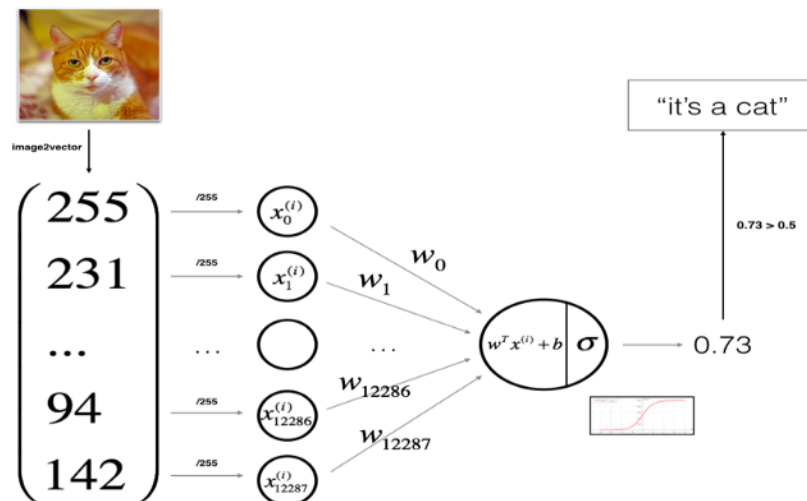 "it's a cat"
image2vector
255 /255 x_0^{(i)}
w_0
0.73 > 0.5
231 /255 x_1^{(i)}
w_1
... ... ... w^T x^{(i)} + b σ 0.73
w_{12286}
94 /255 x_{12286}^{(i)}
w_{12287}
142 /255 x_{12287}^{(i)}